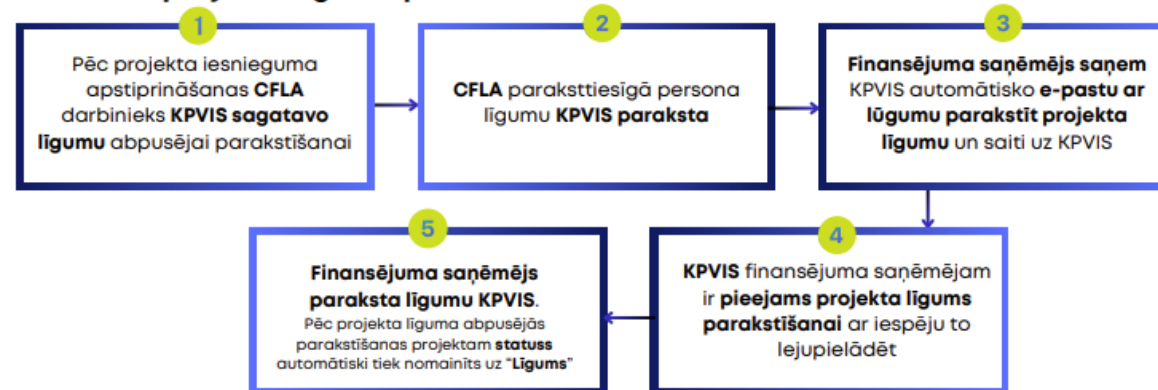 1
Pēc projekta iesnieguma
apstiprināšanas CFLA
darbinieks KPVIS sagatavo
līgumu abpusējai parakstīšanai
2
CFLA paraksttiesīgā persona
līgumu KPVIS paraksta
3
Finansējuma saņēmējs saņem
KPVIS automātisko e-pastu ar
lūgumu parakstīt projekta
līgumu un saiti uz KPVIS
4
KPVIS finansējuma saņēmējam
ir pieejams projekta līgums
parakstīšanai ar iespēju to
lejupielādēt
5
Finansējuma saņēmējs
paraksta līgumu KPVIS.
Pēc projekta līguma abpusējās
parakstīšanas projektam statuss
automātiski tiek nomainīts uz “Līgums”